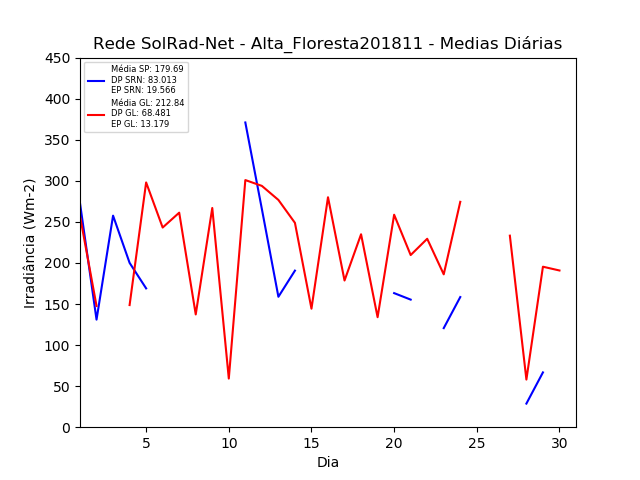 Rede SolRad-Net - Alta_Floresta201811 - Medias Diárias
450
400
350
300
250
200
150
100
50
0
Irradiância (Wm-2)
Média SP: 179.69
DP SRN: 83.013
EP SRN: 19.566
Média GL: 212.84
DP GL: 68.481
EP GL: 13.179
5
10
15
20
25
30
Dia